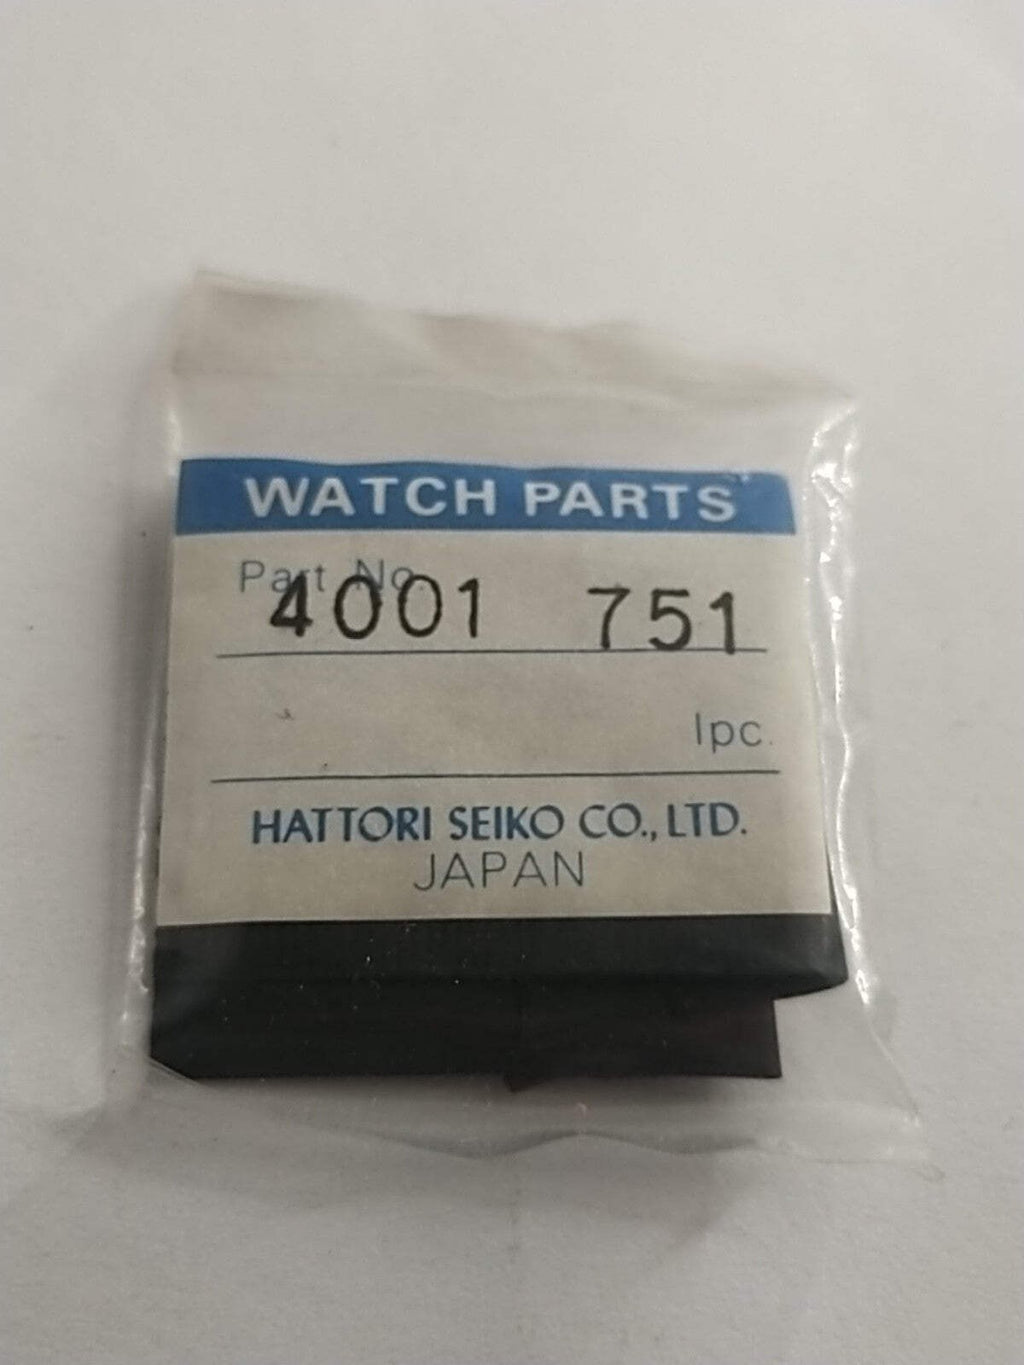 WATCH PARTS
Part No.
4001 751
1pc.
HATTORI SEIKO CO., LTD.
JAPAN